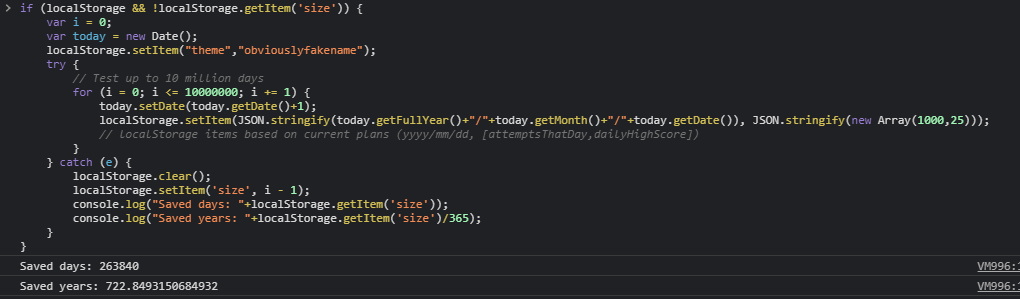 > if (localStorage && !localStorage.getItem('size')) {
var i = 0;
var today = new Date();
localStorage.setItem("theme","obviouslyfakename");
try {
// Test up to 10 million days
for (i = 0; i <= 10000000; i += 1) {
today.setDate(today.getDate()+1);
localStorage.setItem(JSON.stringify(today.getFullYear()+"/"+today.getMonth()+"/"+today.getDate()), JSON.stringify(new Array(1000,25)));
// localStorage items based on current plans (yyyy/mm/dd, [attemptsThatDay,dailyHighScore])
}
} catch (e) {
localStorage.clear();
localStorage.setItem('size', i - 1);
console.log("Saved days: "+localStorage.getItem('size'));
console.log("Saved years: "+localStorage.getItem('size')/365);
}
}
Saved days: 263840 VM996:1
Saved years: 722.8493150684932 VM996:1